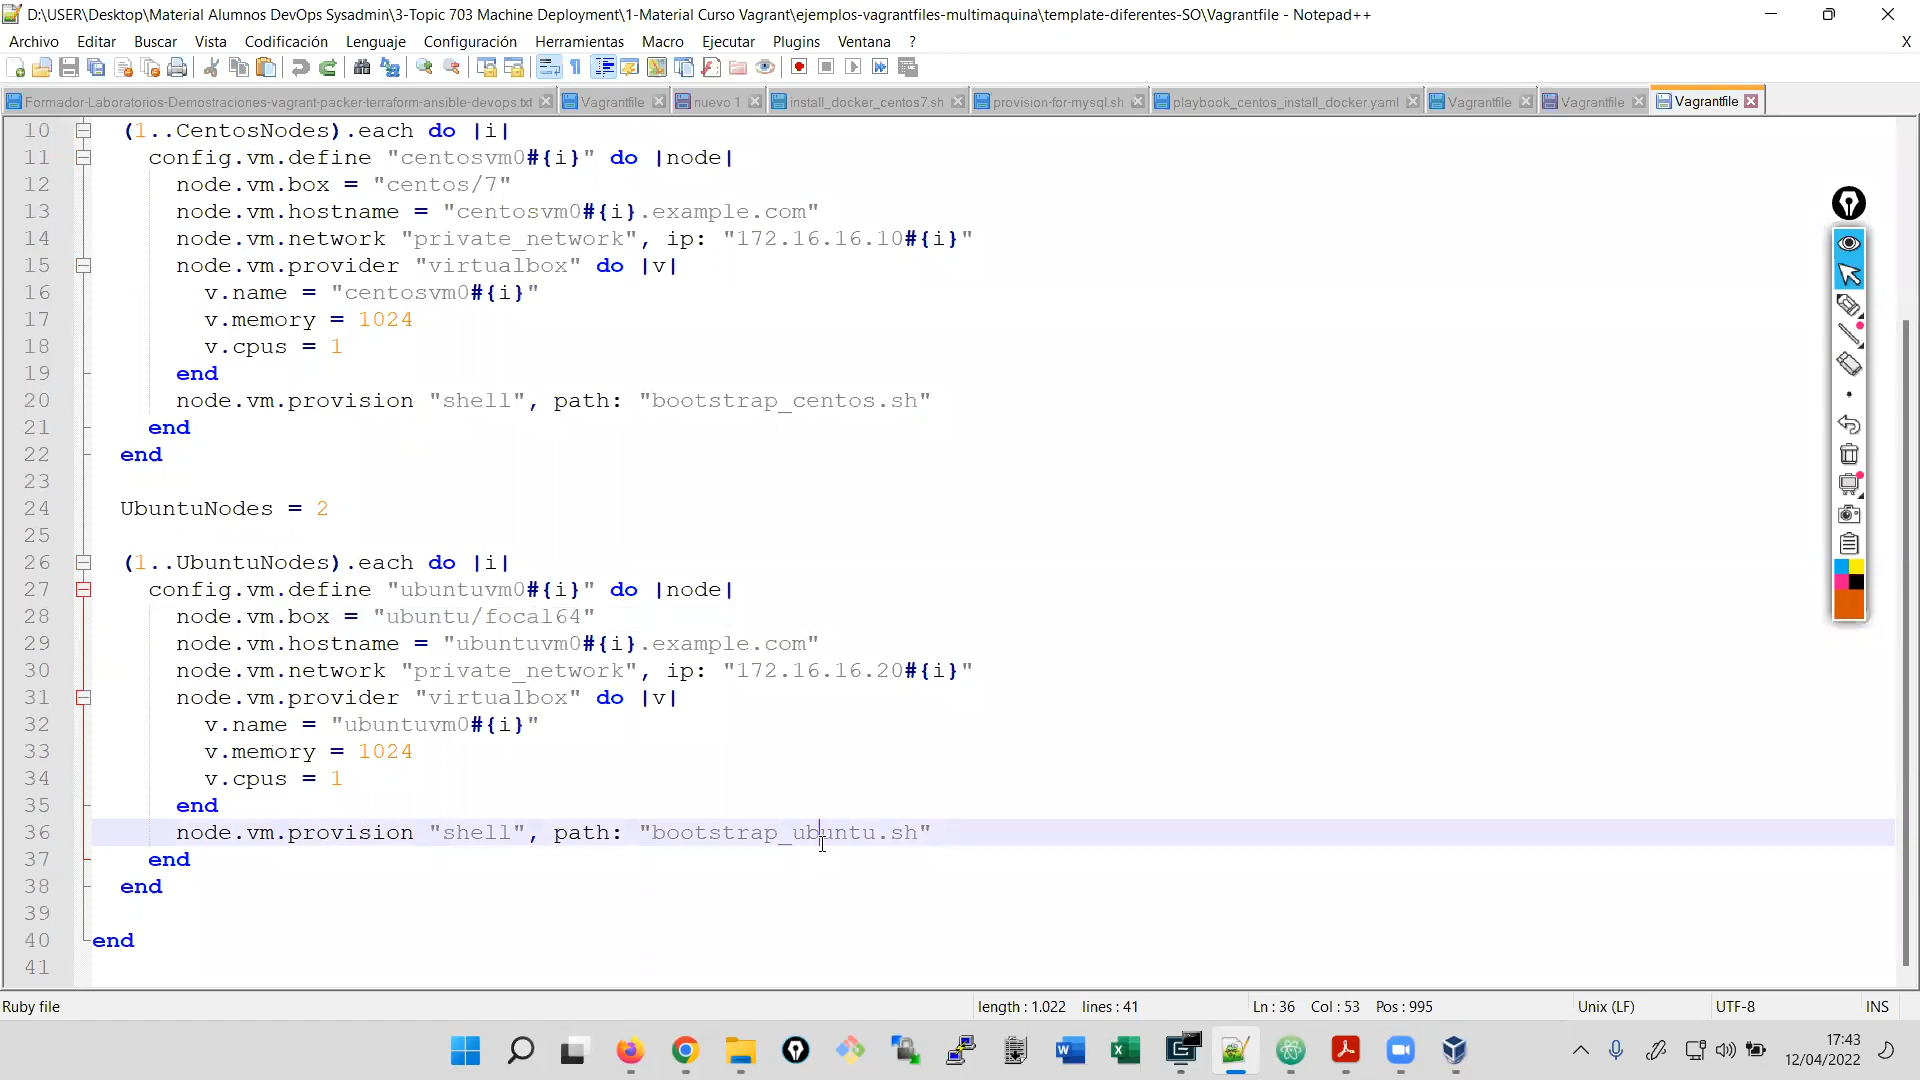 D:\USER\Desktop\Material Alumnos DevOps Sysadmin\3-Topic 703 Machine Deployment\1-Material Curso Vagrant\ejemplos-vagrantfiles-multimaquina\template-diferentes-SO\Vagrantfile - Notepad++
Archivo Editar Buscar Vista Codificación Lenguaje Formato Configuración Herramientas Macro Ejecutar Plugins Ventana ? X
Formador-Laboratorios-Demostraciones-vagrant-packer-terraform-ansible-devops.txt Vagrantfile nuevo 1 install_docker_centos7.sh provision-for-mysql.sh playbook_centos_install_docker.yaml Vagrantfile Vagrantfile Vagrantfile
10 (1..CentosNodes).each do |i|
11 config.vm.define "centosvm0#{i}" do |node|
12 node.vm.box = "centos/7"
13 node.vm.hostname = "centosvm0#{i}.example.com"
14 node.vm.network "private_network", ip: "172.16.16.10#{i}"
15 node.vm.provider "virtualbox" do |v|
16 v.name = "centosvm0#{i}"
17 v.memory = 1024
18 v.cpus = 1
19 end
20 node.vm.provision "shell", path: "bootstrap_centos.sh"
21 end
22 end
23
24 UbuntuNodes = 2
25
26 (1..UbuntuNodes).each do |i|
27 config.vm.define "ubuntuvm0#{i}" do |node|
28 node.vm.box = "ubuntu/focal64"
29 node.vm.hostname = "ubuntuvm0#{i}.example.com"
30 node.vm.network "private_network", ip: "172.16.16.20#{i}"
31 node.vm.provider "virtualbox" do |v|
32 v.name = "ubuntuvm0#{i}"
33 v.memory = 1024
34 v.cpus = 1
35 end
36 node.vm.provision "shell", path: "bootstrap_ubuntu.sh"
37 end
38 end
39
40 end
41
Ruby file length : 1.022 lines : 41 Ln : 36 Col : 53 Pos : 995 Unix (LF) UTF-8 INS
17:43
12/04/2022